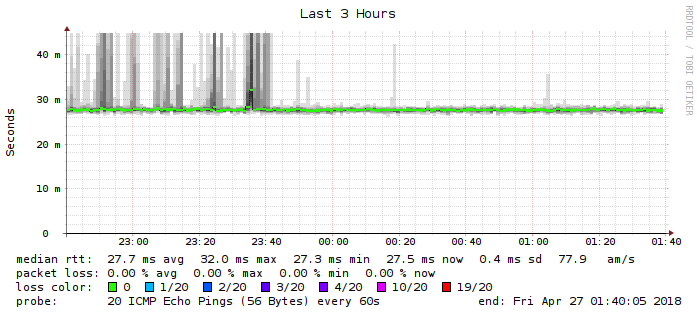 Last 3 Hours
RRDTOOL / TOBI OETIKER
Seconds
40 m
30 m
20 m
10 m
0
23:00 23:20 23:40 00:00 00:20 00:40 01:00 01:20 01:40
median rtt: 27.7 ms avg 32.0 ms max 27.3 ms min 27.5 ms now 0.4 ms sd 77.9 am/s
packet loss: 0.00 % avg 0.00 % max 0.00 % min 0.00 % now
loss color: 0 1/20 2/20 3/20 4/20 10/20 19/20
probe: 20 ICMP Echo Pings (56 Bytes) every 60s end: Fri Apr 27 01:40:05 2018